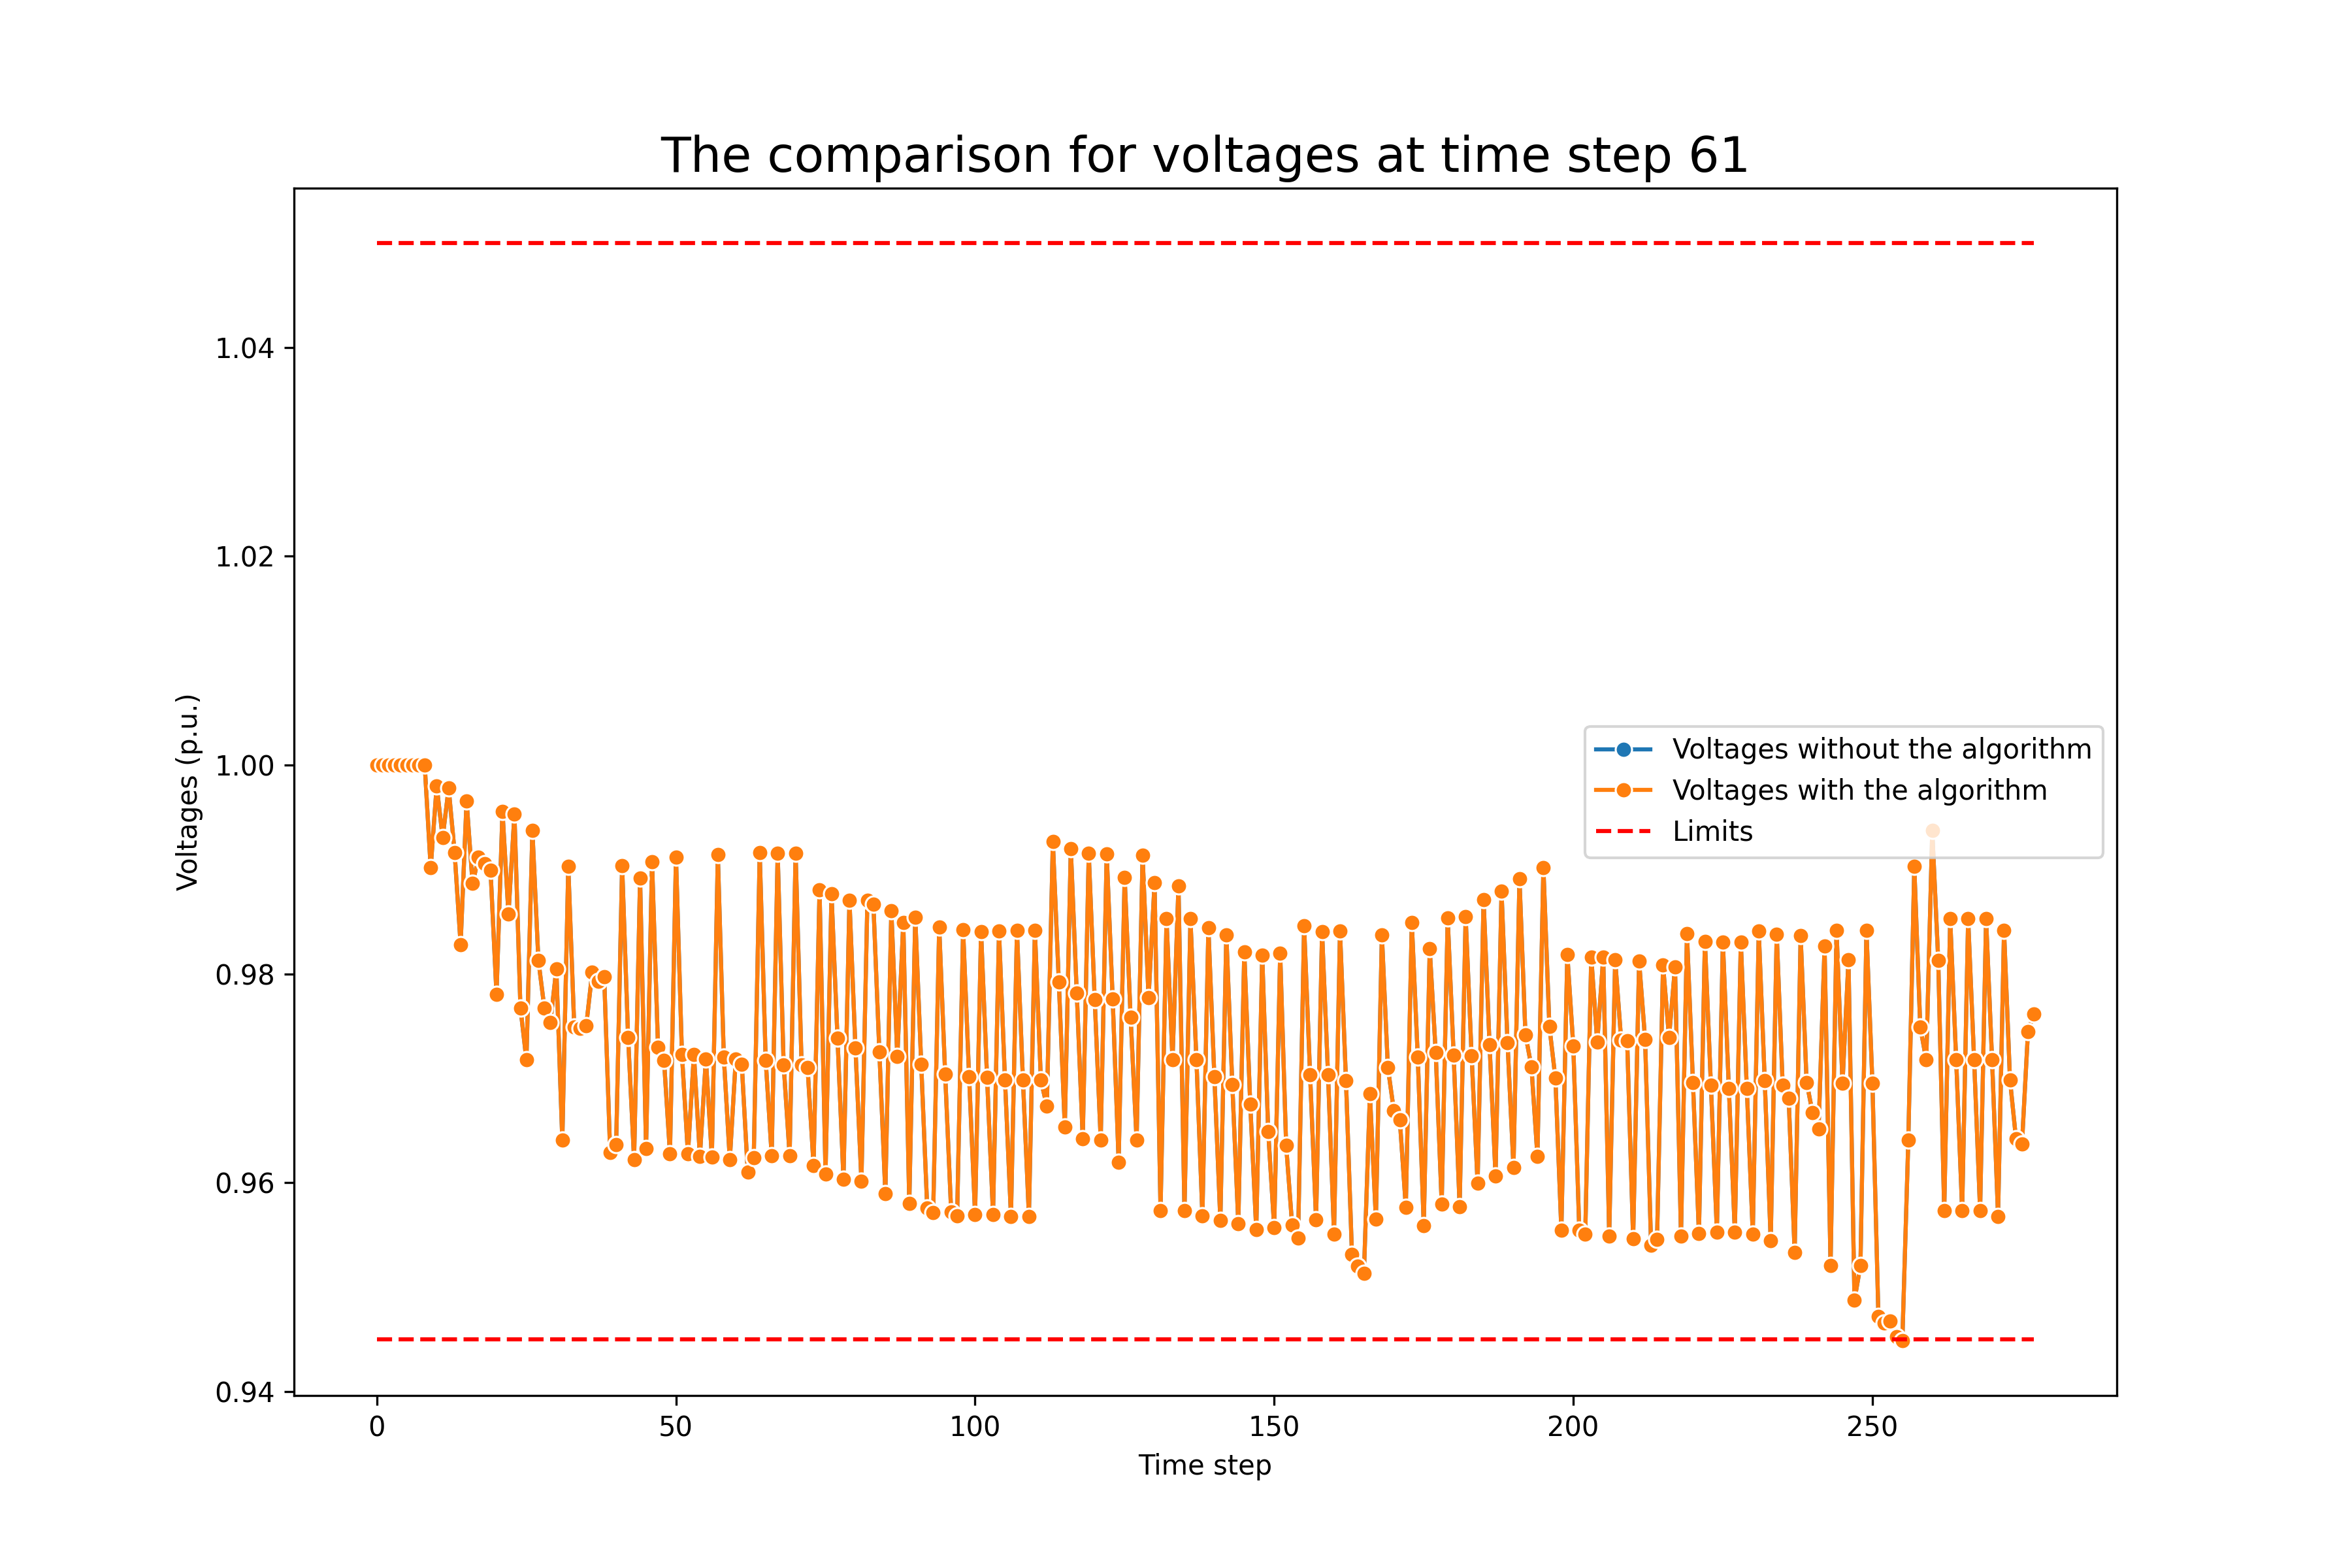 The comparison for voltages at time step 61
Voltages (p.u.)
1.04
1.02
1.00
0.98
0.96
0.94
Voltages without the algorithm
Voltages with the algorithm
Limits
0
50
100
150
200
250
Time step